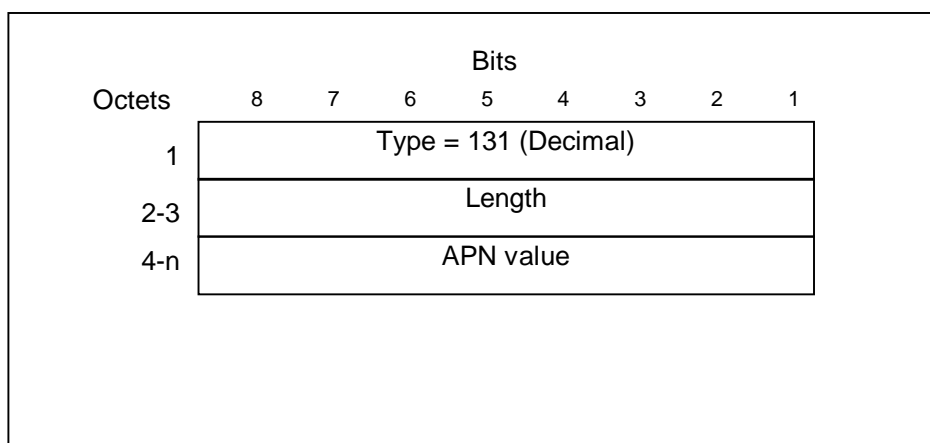 Bits
Octets 8 7 6 5 4 3 2 1
1 Type = 131 (Decimal)
2-3 Length
4-n APN value